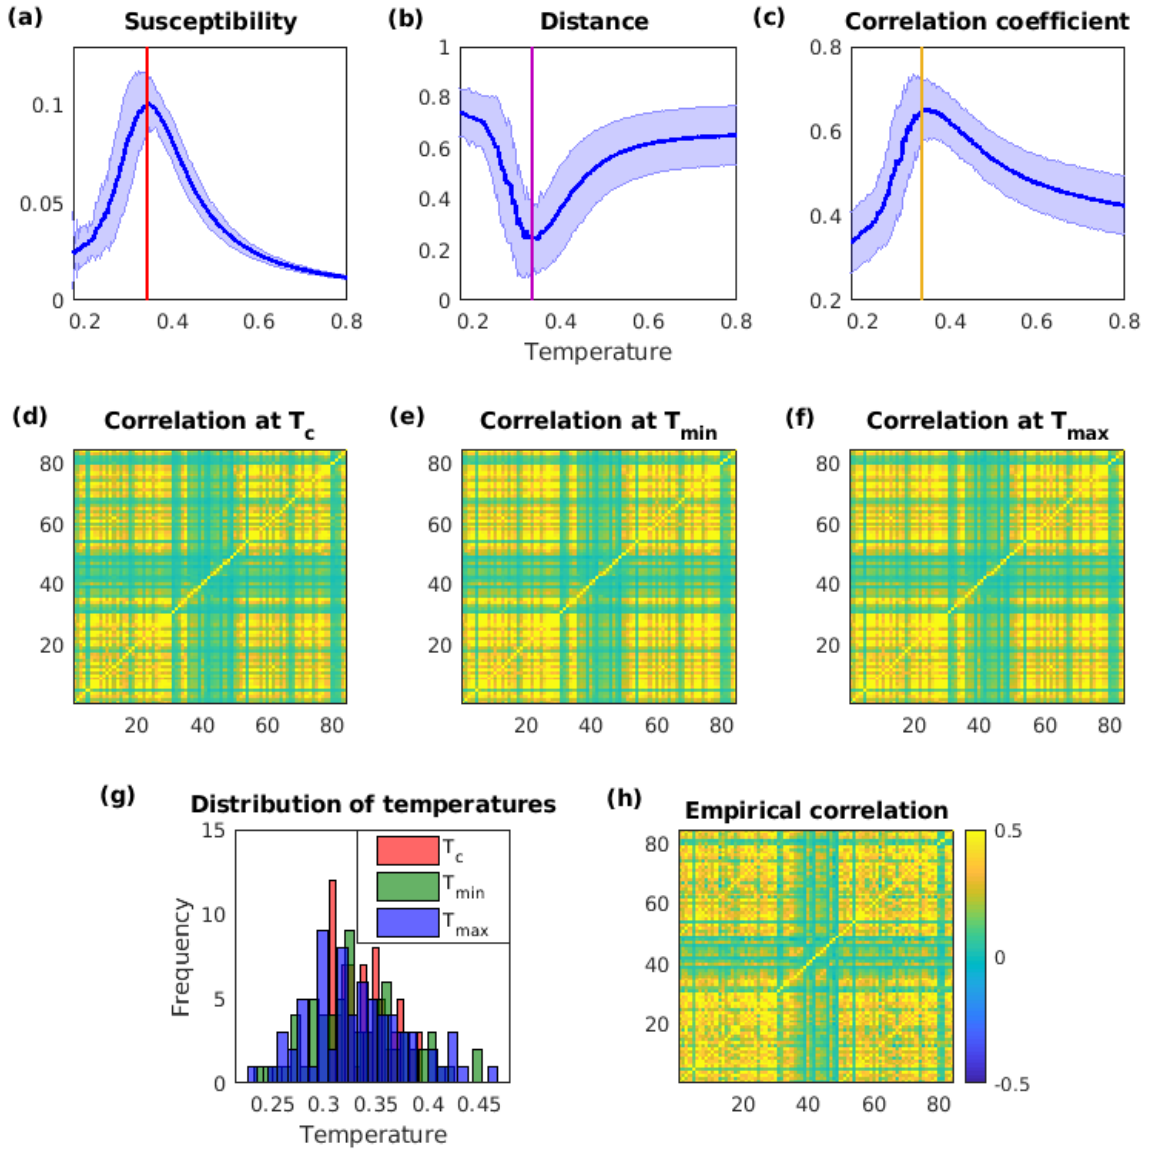 (a) Susceptibility
0.1
0.05
0
0.2 0.4 0.6 0.8
(b) Distance
1
0.8
0.6
0.4
0.2
0
0.2 0.4 0.6 0.8
Temperature
(c) Correlation coefficient
0.8
0.6
0.4
0.2
0.2 0.4 0.6 0.8
(d) Correlation at Tc
80
60
40
20
20 40 60 80
(e) Correlation at Tmin
80
60
40
20
20 40 60 80
(f) Correlation at Tmax
80
60
40
20
20 40 60 80
(g) Distribution of temperatures
15
10
5
0
Frequency
Tc
Tmin
Tmax
0.25 0.3 0.35 0.4 0.45
Temperature
(h) Empirical correlation
80
60
40
20
20 40 60 80
0.5
0
-0.5